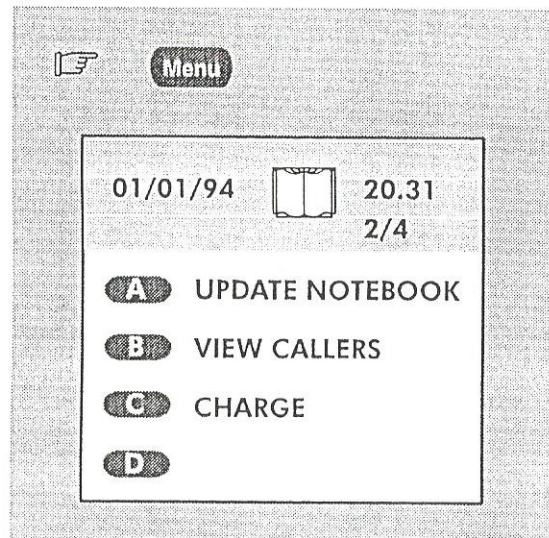 Menu
01/01/94 20.31
2/4
A UPDATE NOTEBOOK
B VIEW CALLERS
C CHARGE
D